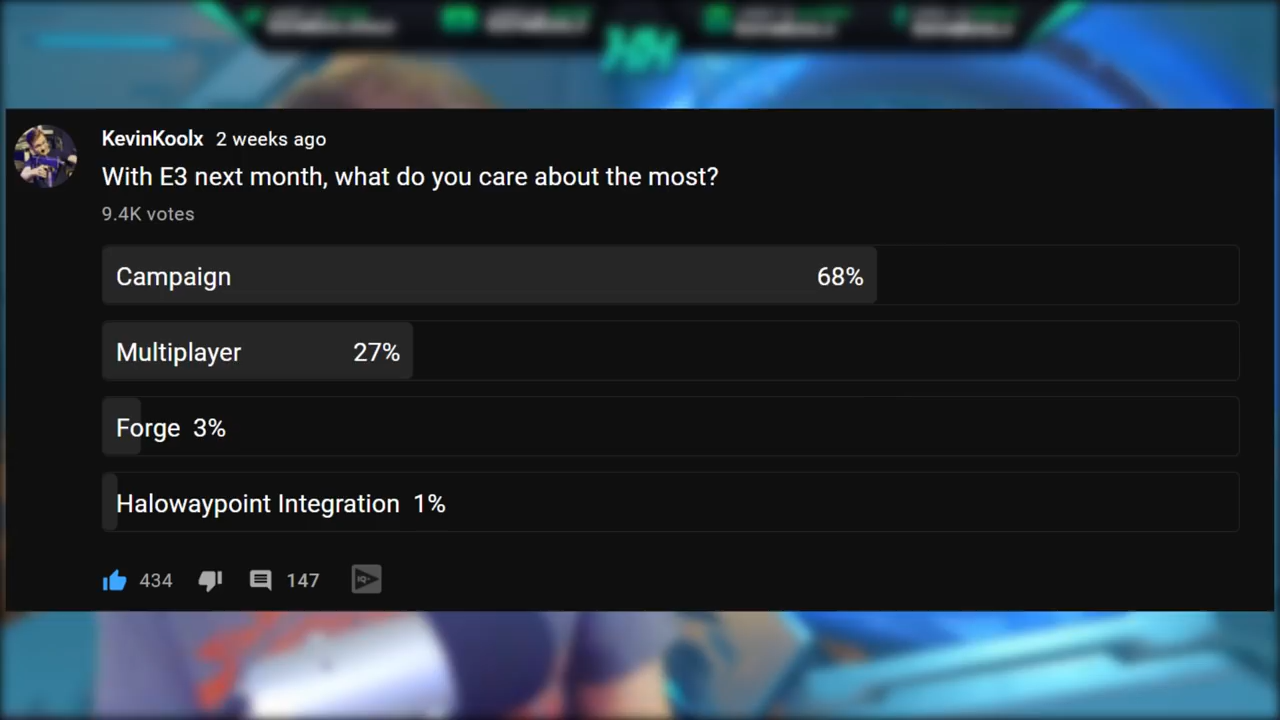 KevinKoolx 2 weeks ago
With E3 next month, what do you care about the most?
9.4K votes
Campaign 68%
Multiplayer 27%
Forge 3%
Halowaypoint Integration 1%
434 147